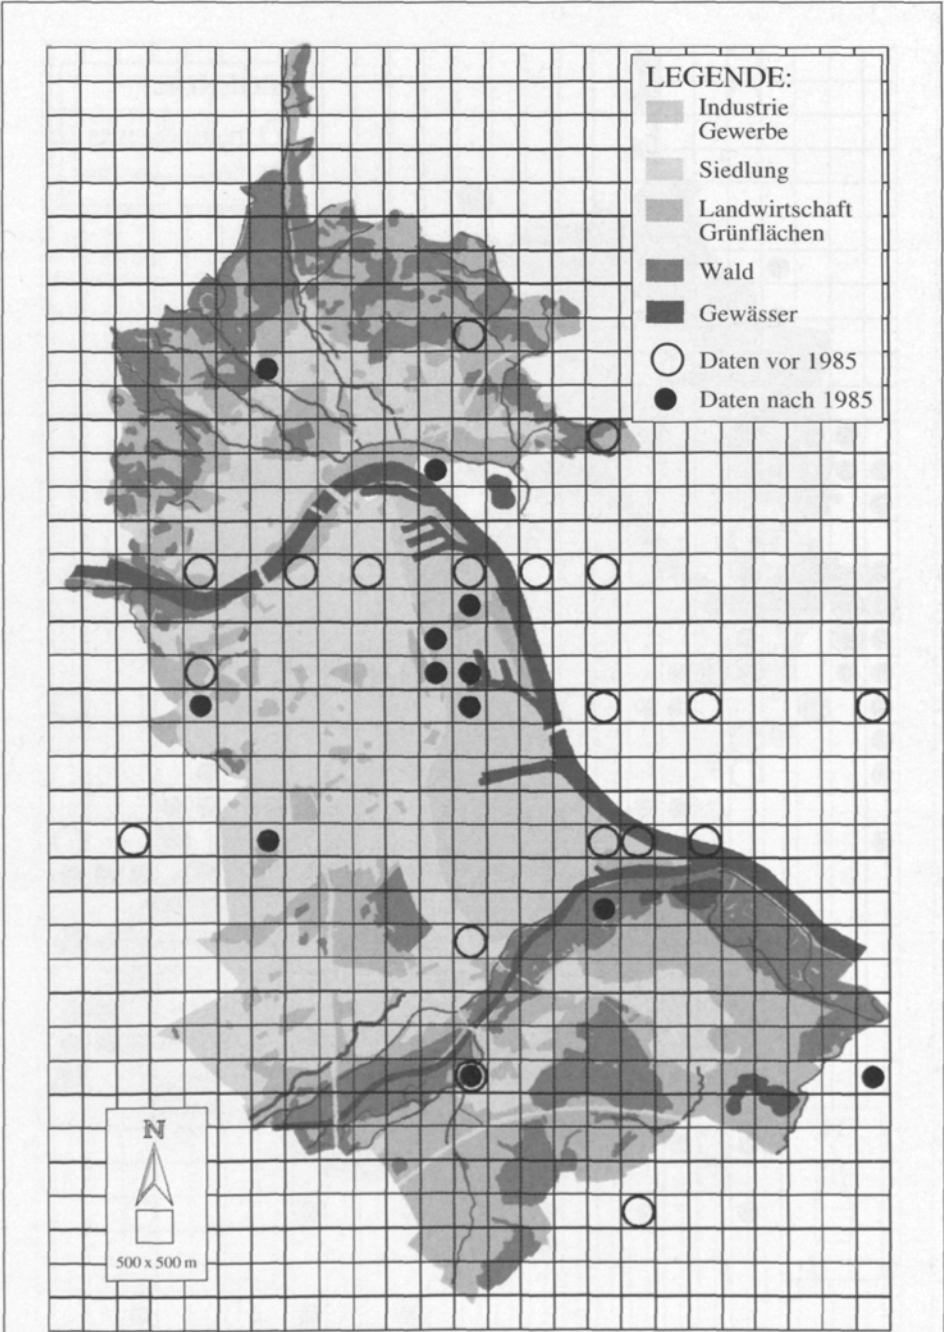 LEGENDE:
Industrie
Gewerbe
Siedlung
Landwirtschaft
Grünflächen
Wald
Gewässer
Daten vor 1985
Daten nach 1985
N
500 x 500 m